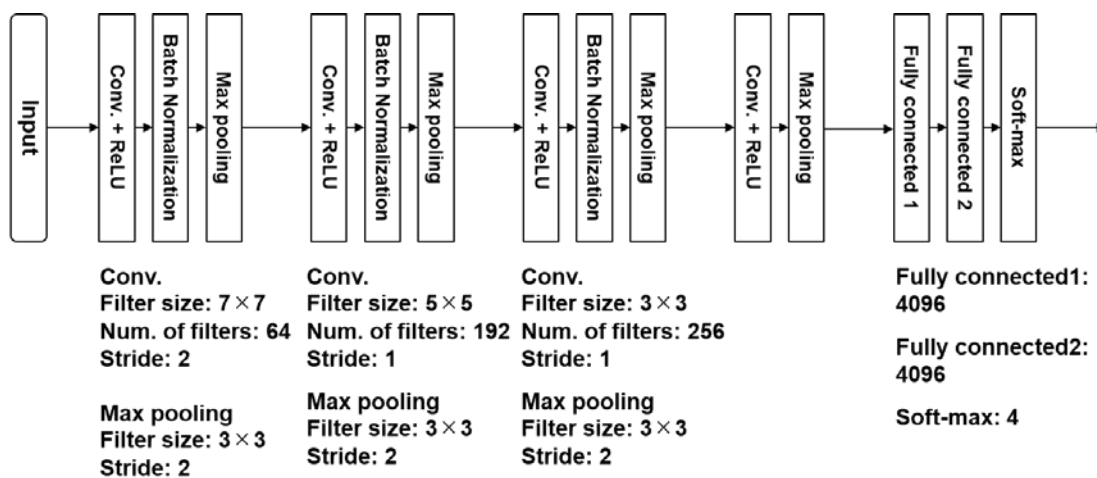 Input
Conv. + ReLU
Batch Normalization
Max pooling
Conv. + ReLU
Batch Normalization
Max pooling
Conv. + ReLU
Batch Normalization
Max pooling
Conv. + ReLU
Max pooling
Fully connected 1
Fully connected 2
Soft-max
Conv.
Filter size: 7×7
Num. of filters: 64
Stride: 2
Max pooling
Filter size: 3×3
Stride: 2
Conv.
Filter size: 5×5
Num. of filters: 192
Stride: 1
Max pooling
Filter size: 3×3
Stride: 2
Conv.
Filter size: 3×3
Num. of filters: 256
Stride: 1
Max pooling
Filter size: 3×3
Stride: 2
Fully connected1:
4096
Fully connected2:
4096
Soft-max: 4